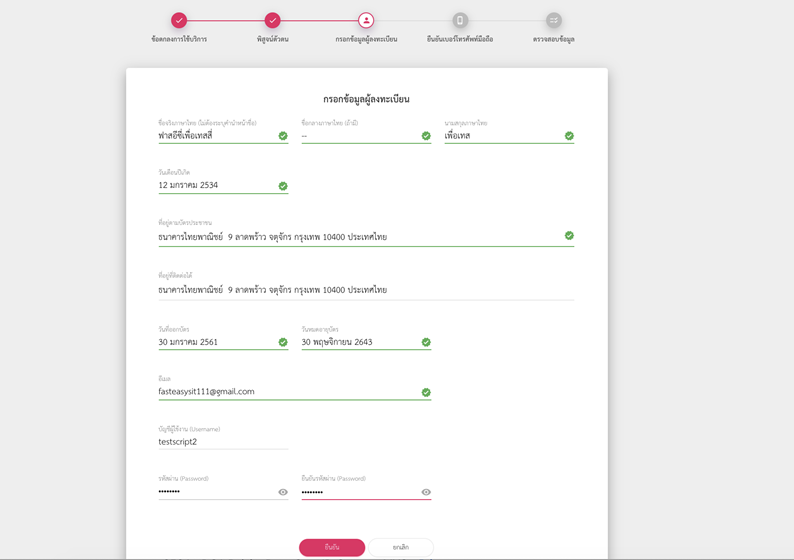 ข้อตกลงการใช้บริการ พิสูจน์ตัวตน กรอกข้อมูลผู้ลงทะเบียน ยืนยันเบอร์โทรศัพท์มือถือ ตรวจสอบข้อมูล
กรอกข้อมูลผู้ลงทะเบียน
ชื่อจริงภาษาไทย (ไม่ต้องระบุคำนำหน้าชื่อ) ชื่อกลางภาษาไทย (ถ้ามี) นามสกุลภาษาไทย
ฟาสอีซี่เพื่อเทสสี่ -- เพื่อเทส
วันเดือนปีเกิด
12 มกราคม 2534
ที่อยู่ตามบัตรประชาชน
ธนาคารไทยพาณิชย์ 9 ลาดพร้าว จตุจักร กรุงเทพ 10400 ประเทศไทย
ที่อยู่ที่ติดต่อได้
ธนาคารไทยพาณิชย์ 9 ลาดพร้าว จตุจักร กรุงเทพ 10400 ประเทศไทย
วันที่ออกบัตร วันหมดอายุบัตร
30 มกราคม 2561 30 พฤษจิกายน 2643
อีเมล
fasteasysit111@gmail.com
บัญชีผู้ใช้งาน (Username)
testscript2
รหัสผ่าน (Password) ยืนยันรหัสผ่าน (Password)
•••••••• ••••••••
ยืนยัน ยกเลิก